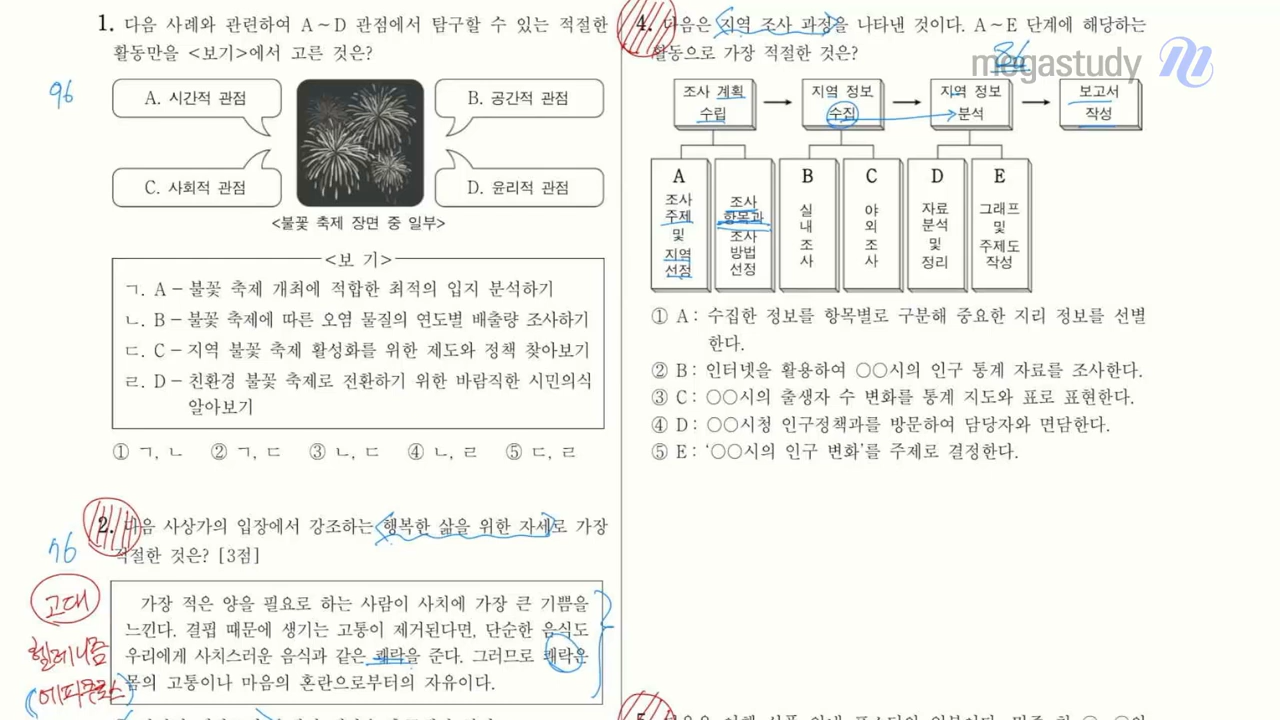 1. 다음 사례와 관련하여 A~D 관점에서 탐구할 수 있는 적절한
활동만을 <보기>에서 고른 것은?
96
A. 시간적 관점
B. 공간적 관점
C. 사회적 관점
D. 윤리적 관점
<불꽃 축제 장면 중 일부>
<보 기>
ㄱ. A - 불꽃 축제 개최에 적합한 최적의 입지 분석하기
ㄴ. B - 불꽃 축제에 따른 오염 물질의 연도별 배출량 조사하기
ㄷ. C - 지역 불꽃 축제 활성화를 위한 제도와 정책 찾아보기
ㄹ. D - 친환경 불꽃 축제로 전환하기 위한 바람직한 시민의식
알아보기
① ㄱ, ㄴ ② ㄱ, ㄷ ③ ㄴ, ㄷ ④ ㄴ, ㄹ ⑤ ㄷ, ㄹ
2. 다음 사상가의 입장에서 강조하는 행복한 삶을 위한 자세로 가장
적절한 것은? [3점]
76
고대
헬레니즘
에피쿠로스
가장 적은 양을 필요로 하는 사람이 사치에 가장 큰 기쁨을
느낀다. 결핍 때문에 생기는 고통이 제거된다면, 단순한 음식도
우리에게 사치스러운 음식과 같은 쾌락을 준다. 그러므로 쾌락은
몸의 고통이나 마음의 혼란으로부터의 자유이다.
4. 다음은 지역 조사 과정을 나타낸 것이다. A~E 단계에 해당하는
활동으로 가장 적절한 것은?
86
megastudy
조사 계획
수립
지역 정보
수집
지역 정보
분석
보고서
작성
A
조사
주제
및
지역
선정
조사
항목과
조사
방법
선정
B
실
내
조
사
C
야
외
조
사
D
자료
분석
및
정리
E
그래프
및
주제도
작성
① A: 수집한 정보를 항목별로 구분해 중요한 지리 정보를 선별
한다.
② B: 인터넷을 활용하여 ○○시의 인구 통계 자료를 조사한다.
③ C: ○○시의 출생자 수 변화를 통계 지도와 표로 표현한다.
④ D: ○○시청 인구정책과를 방문하여 담당자와 면담한다.
⑤ E: '○○시의 인구 변화'를 주제로 결정한다.
5.